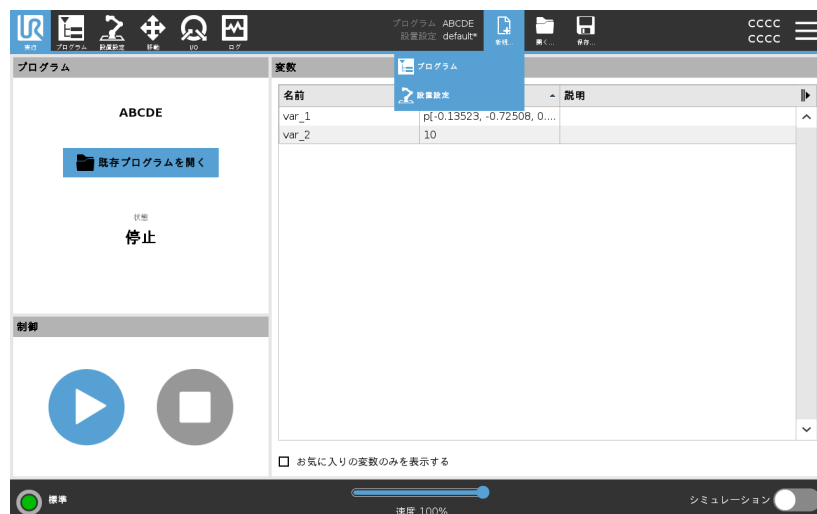 プログラム ABCDE
設置設定 default*
CCCC
CCCC
実行 プログラム 設置設定 移動 I/O ログ 新規... 開く... 保存...
プログラム
変数
プログラム
設置設定
名前 説明
ABCDE
var_1 p[-0.13523, -0.72508, 0....
var_2 10
既存プログラムを開く
状態
停止
制御
お気に入りの変数のみを表示する
標準
速度 100%
シミュレーション